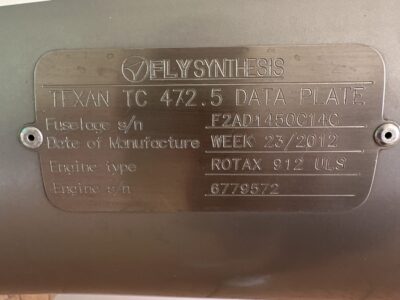 FLY SYNTHESIS
TEXAN TC 472.5 DATA PLATE
Fuselage s/n F2AD1450C14C
Date of Manufacture WEEK 23/2012
Engine type ROTAX 912 ULS
Engine s/n 6779572